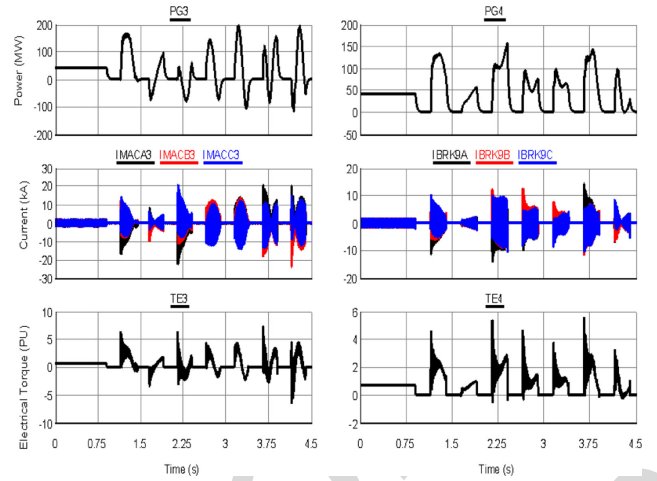 PG3
PG4
Power (MW)
200
100
0
-100
-200
200
150
100
50
0
-50
IMACA3 IMACB3 IMACC3
IBRK9A IBRK9B IBRK9C
Current (kA)
30
20
10
0
-10
-20
-30
20
10
0
-10
-20
TE3
TE4
Electrical Torque (PU)
10
5
0
-5
-10
6
4
2
0
-2
0 0.75 1.5 2.25 3 3.75 4.5
0 0.75 1.5 2.25 3 3.75 4.5
Time (s)
Time (s)